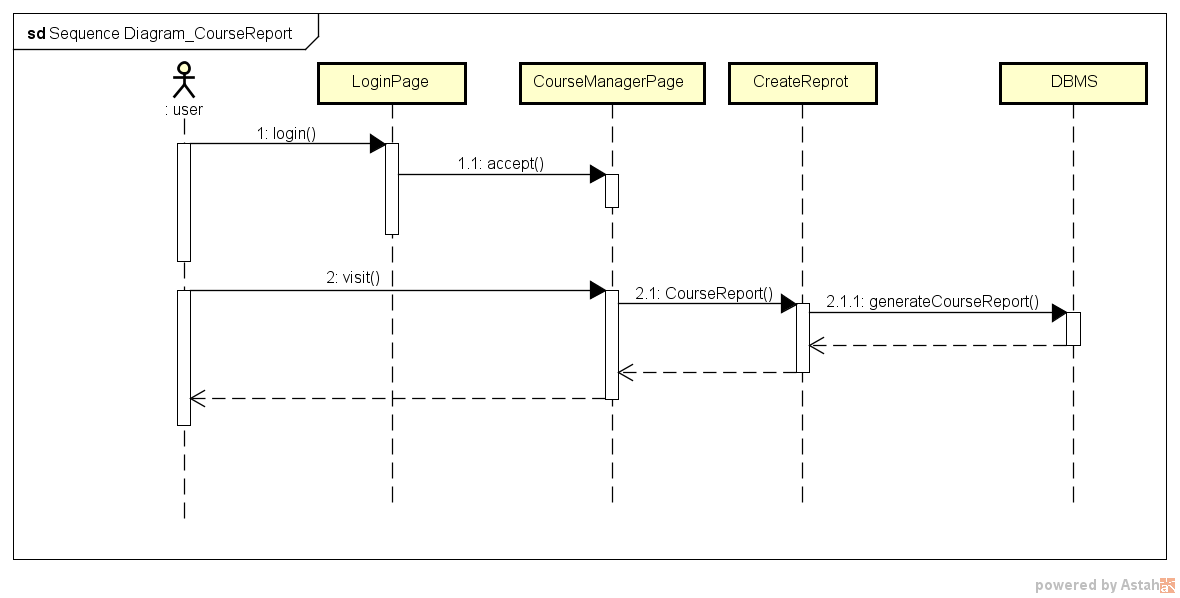 sd Sequence Diagram_CourseReport
: user
LoginPage
CourseManagerPage
CreateReprot
DBMS
1: login()
1.1: accept()
2: visit()
2.1: CourseReport()
2.1.1: generateCourseReport()
powered by Astah